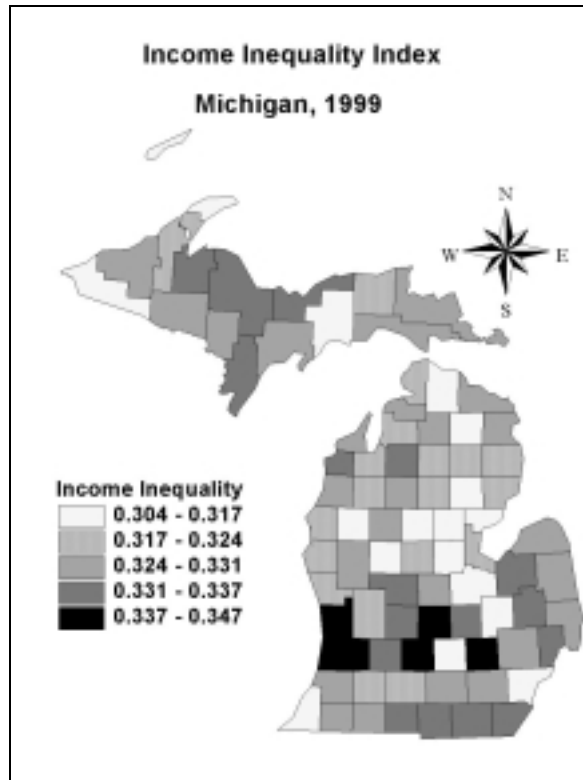 Income Inequality Index
Michigan, 1999
N
W
E
S
Income Inequality
0.304 - 0.317
0.317 - 0.324
0.324 - 0.331
0.331 - 0.337
0.337 - 0.347